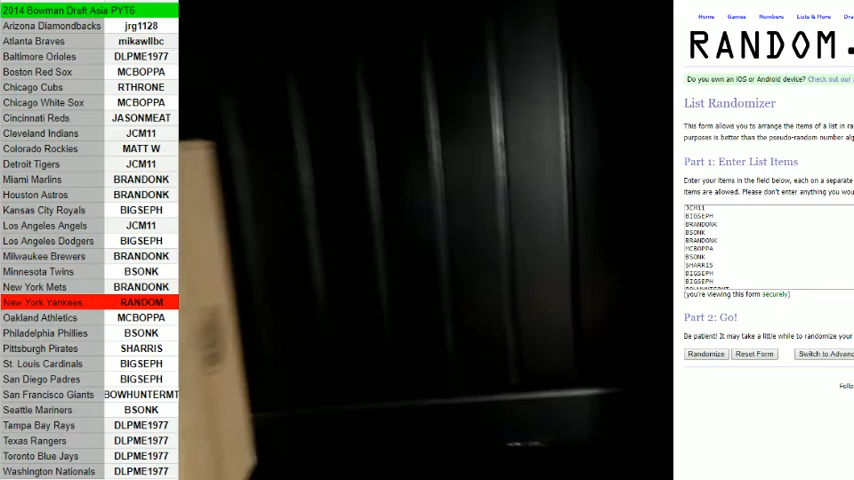 2014 Bowman Draft Asia PYT6
Arizona Diamondbacks jrg1128
Atlanta Braves mikawllbc
Baltimore Orioles DLPME1977
Boston Red Sox MCBOPPA
Chicago Cubs RTHRONE
Chicago White Sox MCBOPPA
Cincinnati Reds JASONMEAT
Cleveland Indians JCM11
Colorado Rockies MATT W
Detroit Tigers JCM11
Miami Marlins BRANDONK
Houston Astros BRANDONK
Kansas City Royals BIGSEPH
Los Angeles Angels JCM11
Los Angeles Dodgers BIGSEPH
Milwaukee Brewers BRANDONK
Minnesota Twins BSONK
New York Mets BRANDONK
New York Yankees RANDOM
Oakland Athletics MCBOPPA
Philadelphia Phillies BSONK
Pittsburgh Pirates SHARRIS
St. Louis Cardinals BIGSEPH
San Diego Padres BIGSEPH
San Francisco Giants BOWHUNTERMT
Seattle Mariners BSONK
Tampa Bay Rays DLPME1977
Texas Rangers DLPME1977
Toronto Blue Jays DLPME1977
Washington Nationals DLPME1977
Home Games Numbers Lists & More Dra
RANDOM.
Do you own an iOS or Android device? Check out our
List Randomizer
This form allows you to arrange the items of a list in ra
purposes is better than the pseudo-random number alg
Part 1: Enter List Items
Enter your items in the field below, each on a separate
items are allowed. Please don't enter anything you wou
JCM11
BIGSEPH
BRANDONK
BSONK
BRANDONK
MCBOPPA
BSONK
SHARRIS
BIGSEPH
BIGSEPH
(you're viewing this form securely)
Part 2: Go!
Be patient! It may take a little while to randomize your
Randomize Reset Form Switch to Advanc
Follo